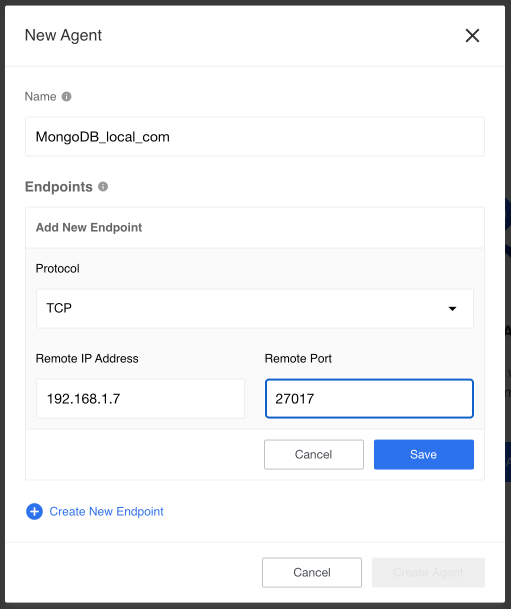 New Agent
Name
MongoDB_local_com
Endpoints
Add New Endpoint
Protocol
TCP
Remote IP Address Remote Port
192.168.1.7 27017
Cancel Save
Create New Endpoint
Cancel Create Agent